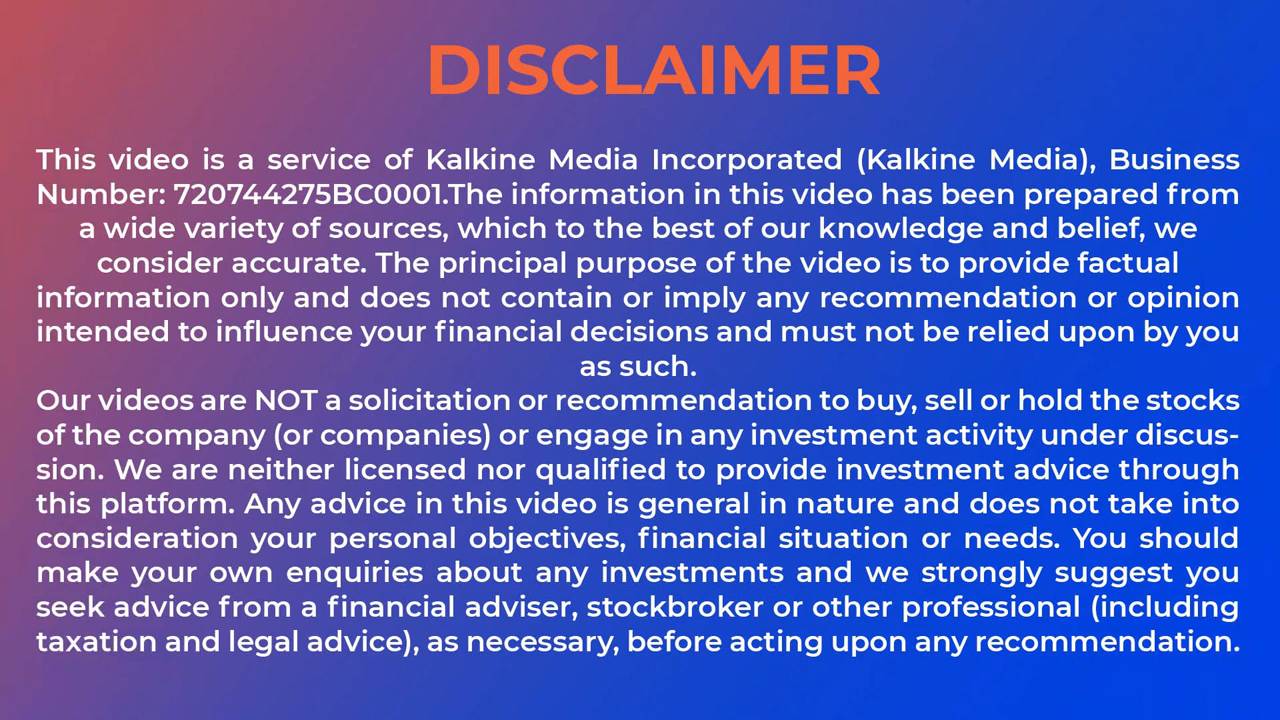 DISCLAIMER
This video is a service of Kalkine Media Incorporated (Kalkine Media), Business
Number: 720744275BC0001.The information in this video has been prepared from
a wide variety of sources, which to the best of our knowledge and belief, we
consider accurate. The principal purpose of the video is to provide factual
information only and does not contain or imply any recommendation or opinion
intended to influence your financial decisions and must not be relied upon by you
as such.
Our videos are NOT a solicitation or recommendation to buy, sell or hold the stocks
of the company (or companies) or engage in any investment activity under discus-
sion. We are neither licensed nor qualified to provide investment advice through
this platform. Any advice in this video is general in nature and does not take into
consideration your personal objectives, financial situation or needs. You should
make your own enquiries about any investments and we strongly suggest you
seek advice from a financial adviser, stockbroker or other professional (including
taxation and legal advice), as necessary, before acting upon any recommendation.